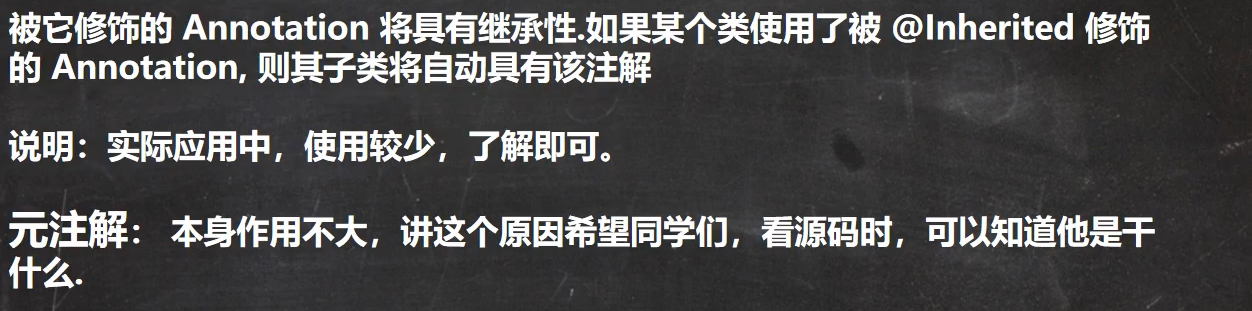 被它修饰的 Annotation 将具有继承性.如果某个类使用了被 @Inherited 修饰
的 Annotation, 则其子类将自动具有该注解
说明：实际应用中，使用较少，了解即可。
元注解： 本身作用不大，讲这个原因希望同学们，看源码时，可以知道他是干
什么.